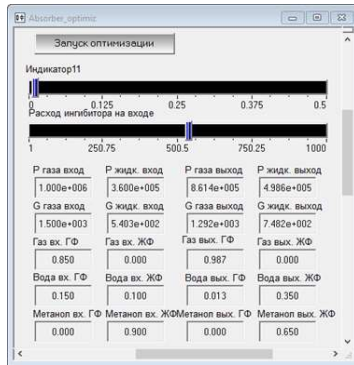 Absorber_optimiz
Запуск оптимизации
Индикатор11
0 0.125 0.25 0.375 0.5
Расход ингибитора на входе
1 250.75 500.5 750.25 1000
P газа вход P жидк. вход P газа выход P жидк. выход
1.000e+006 3.600e+005 8.614e+005 4.986e+005
G газа вход G жидк. вход G газа выход G жидк. выход
1.500e+003 5.403e+002 1.292e+003 7.482e+002
Газ вх. ГФ Газ вх. ЖФ Газ вых. ГФ Газ вых. ЖФ
0.850 0.000 0.987 0.000
Вода вх. ГФ Вода вх. ЖФ Вода вых. ГФ Вода вых. ЖФ
0.150 0.100 0.013 0.350
Метанол вх. ГФ Метанол вх. ЖФ Метанол вых. ГФ Метанол вых. ЖФ
0.000 0.900 0.000 0.650